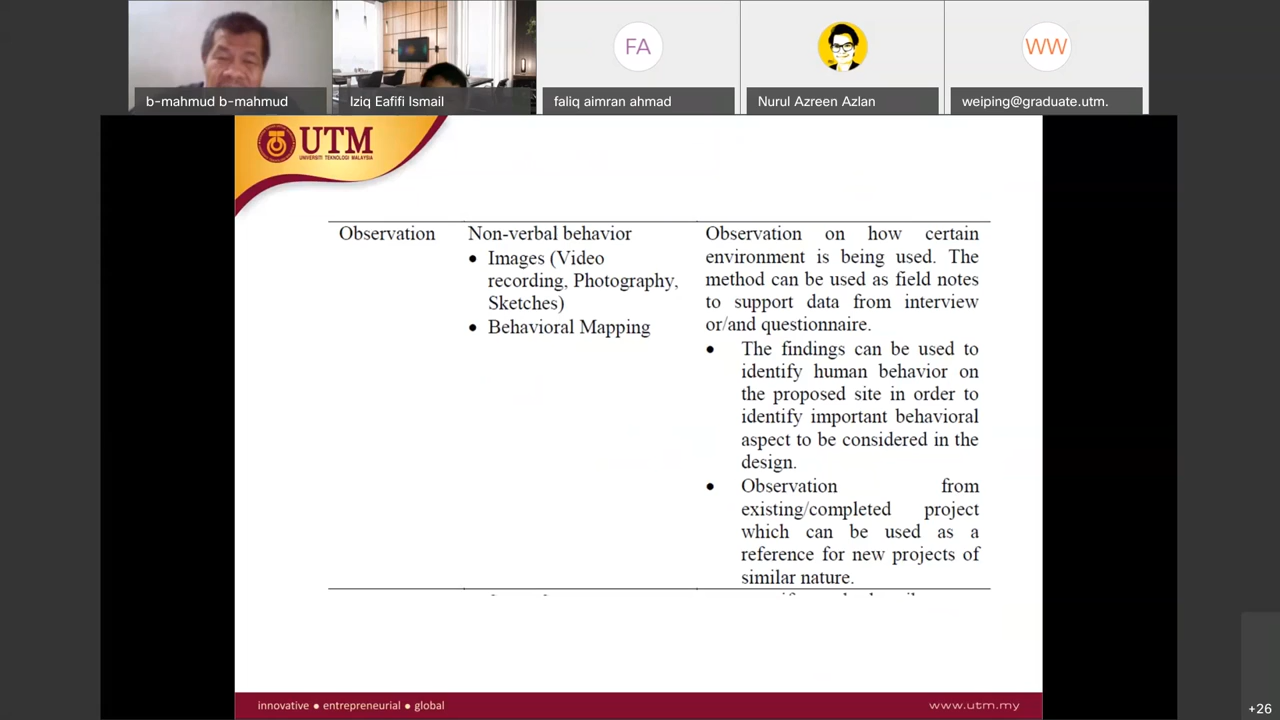 FA
WW
b-mahmud b-mahmud
Iziq Eafifi Ismail
faliq aimran ahmad
Nurul Azreen Azlan
weiping@graduate.utm.
UTM
UNIVERSITI TEKNOLOGI MALAYSIA
Observation
Non-verbal behavior
• Images (Video
recording, Photography,
Sketches)
• Behavioral Mapping
Observation on how certain
environment is being used. The
method can be used as field notes
to support data from interview
or/and questionnaire.
• The findings can be used to
identify human behavior on
the proposed site in order to
identify important behavioral
aspect to be considered in the
design.
• Observation from
existing/completed project
which can be used as a
reference for new projects of
similar nature.
innovative ● entrepreneurial ● global
www.utm.my
+26